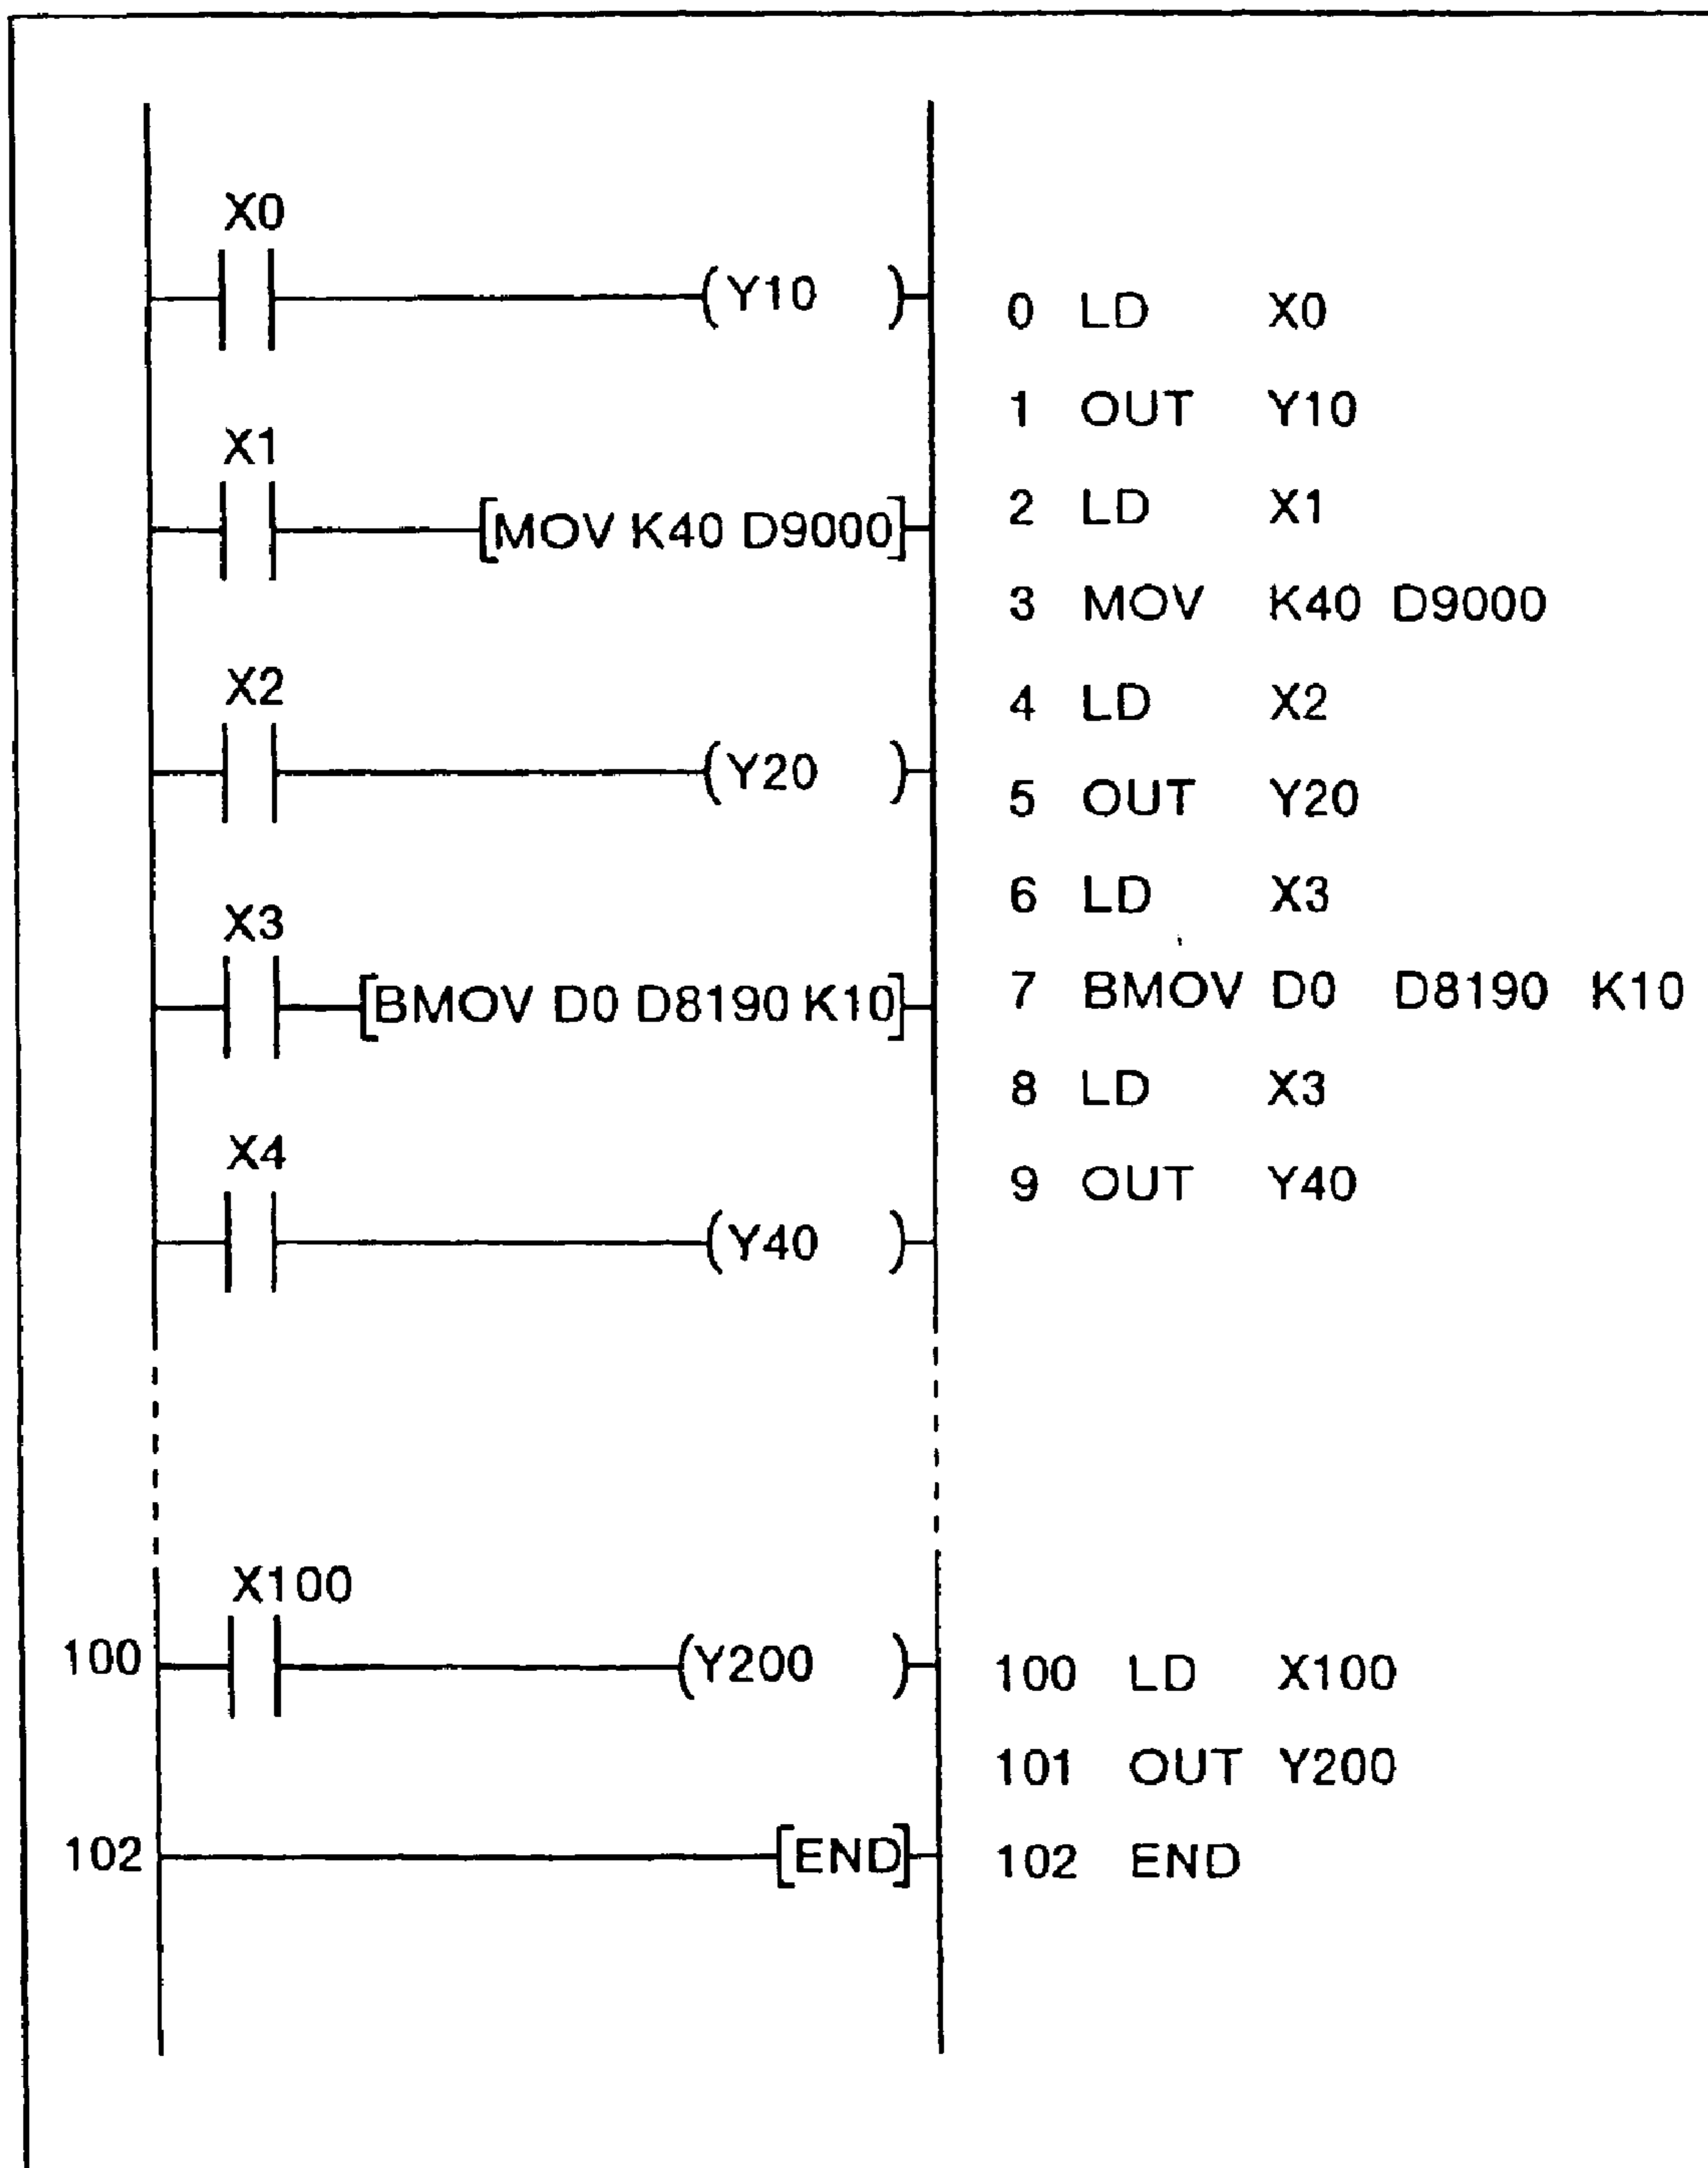 X0
(Y10 )
X1
[MOV K40 D9000]
X2
(Y20 )
X3
[BMOV D0 D8190 K10]
X4
(Y40 )
X100
100 (Y200 )
102 [END]
0 LD X0
1 OUT Y10
2 LD X1
3 MOV K40 D9000
4 LD X2
5 OUT Y20
6 LD X3
7 BMOV D0 D8190 K10
8 LD X3
9 OUT Y40
100 LD X100
101 OUT Y200
102 END